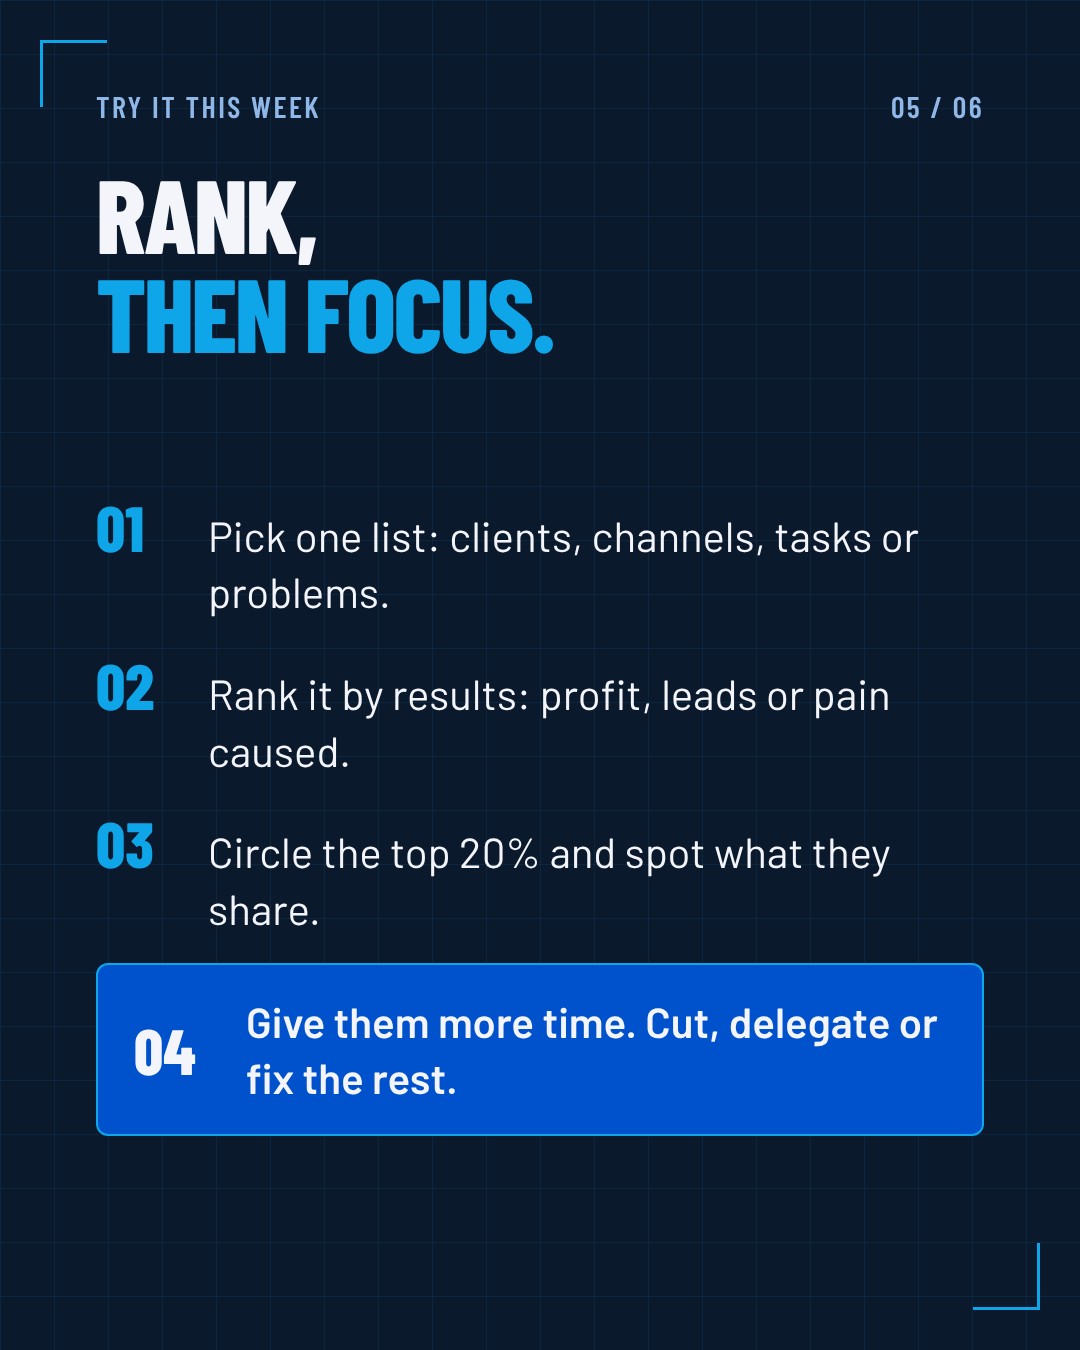 TRY IT THIS WEEK
05 / 06
RANK,
THEN FOCUS.
01
Pick one list: clients, channels, tasks or
problems.
02
Rank it by results: profit, leads or pain
caused.
03
Circle the top 20% and spot what they
share.
04
Give them more time. Cut, delegate or
fix the rest.